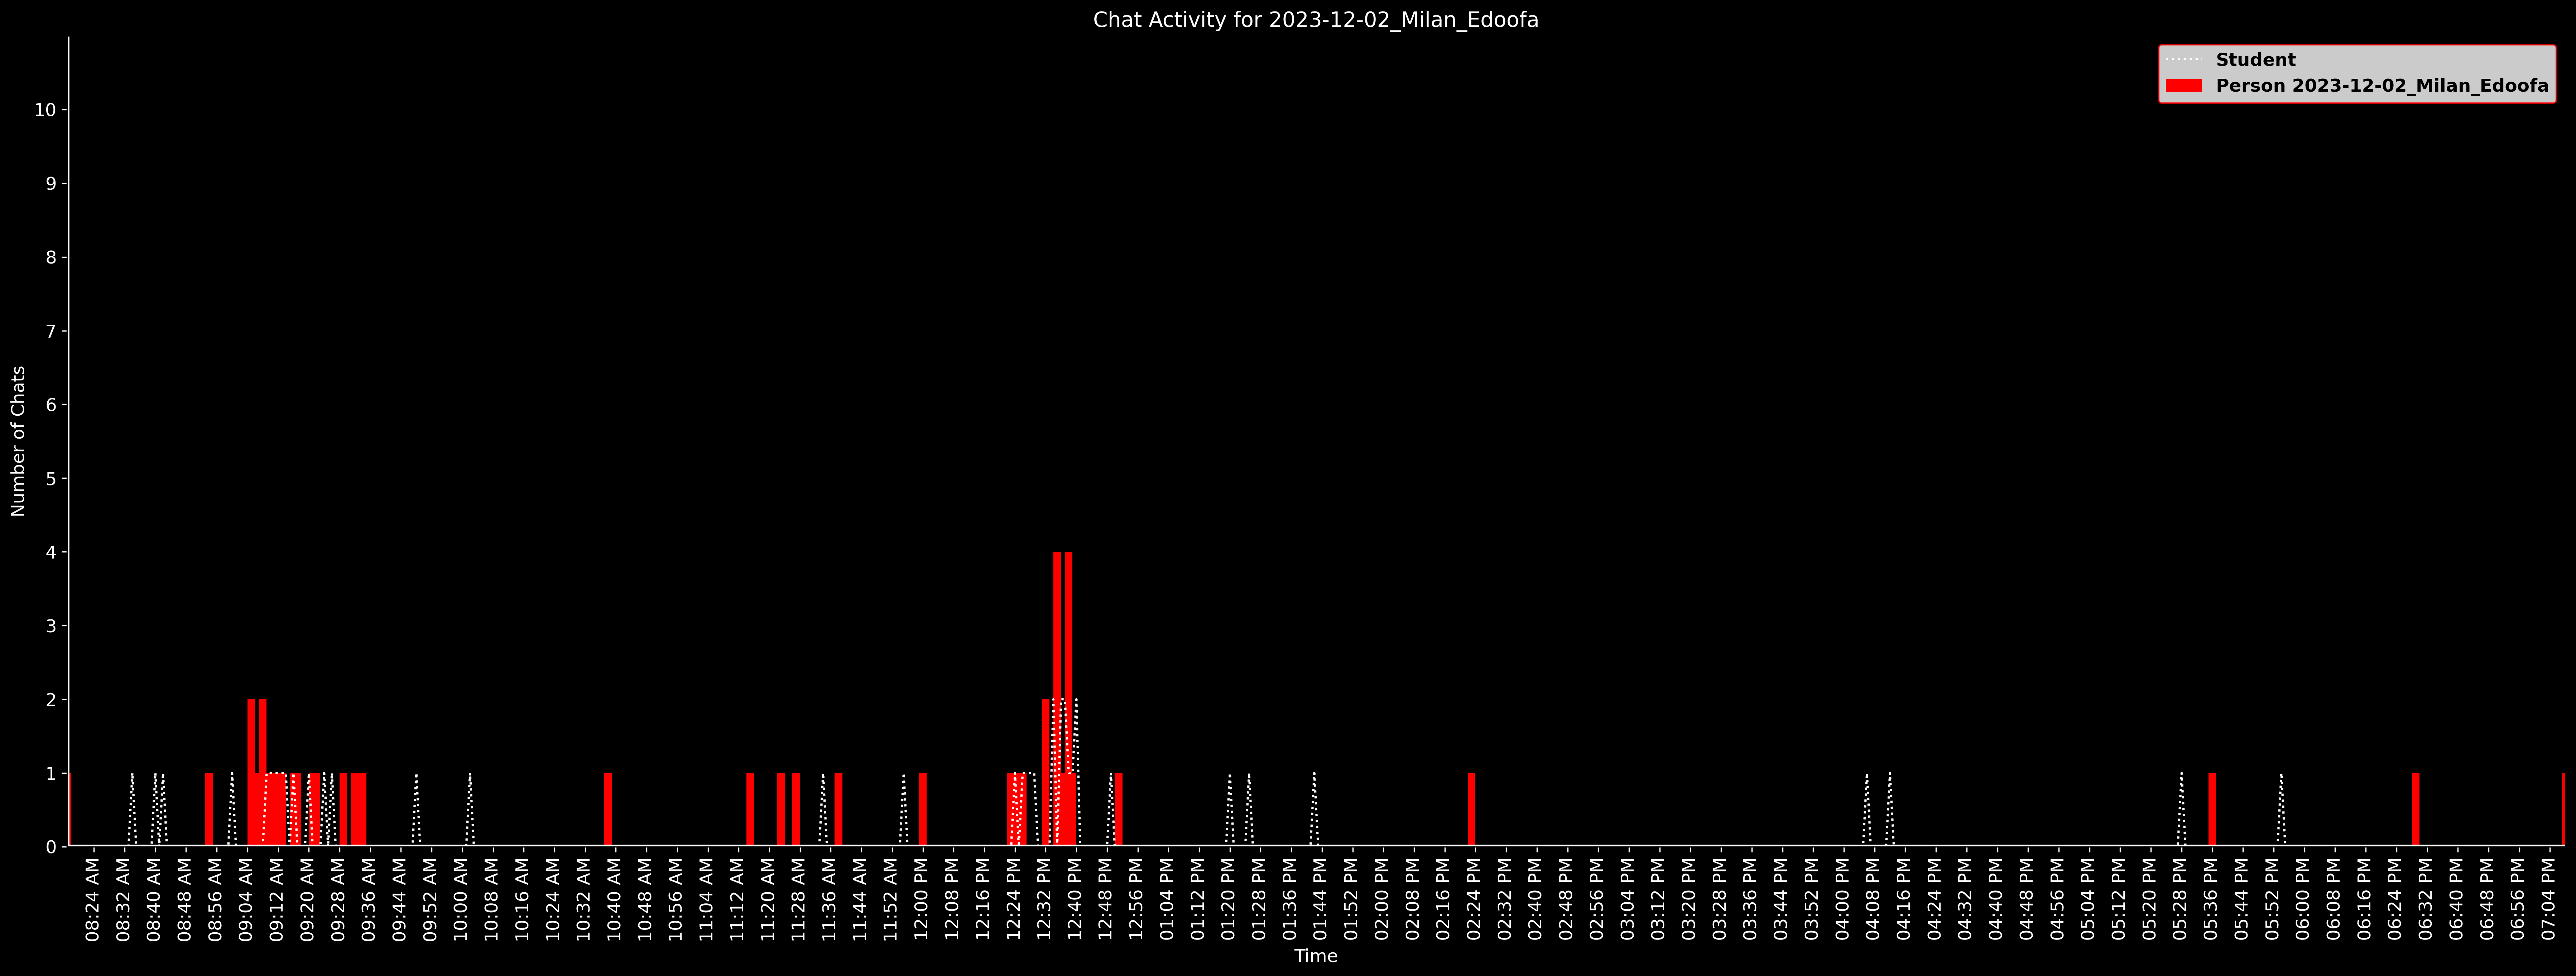 Chat Activity for 2023-12-02_Milan_Edoofa
Student
Person 2023-12-02_Milan_Edoofa
10
9
8
7
6
5
4
3
2
1
0
Number of Chats
08:24 AM
08:32 AM
08:40 AM
08:48 AM
08:56 AM
09:04 AM
09:12 AM
09:20 AM
09:28 AM
09:36 AM
09:44 AM
09:52 AM
10:00 AM
10:08 AM
10:16 AM
10:24 AM
10:32 AM
10:40 AM
10:48 AM
10:56 AM
11:04 AM
11:12 AM
11:20 AM
11:28 AM
11:36 AM
11:44 AM
11:52 AM
12:00 PM
12:08 PM
12:16 PM
12:24 PM
12:32 PM
12:40 PM
12:48 PM
12:56 PM
01:04 PM
01:12 PM
01:20 PM
01:28 PM
01:36 PM
01:44 PM
01:52 PM
02:00 PM
02:08 PM
02:16 PM
02:24 PM
02:32 PM
02:40 PM
02:48 PM
02:56 PM
03:04 PM
03:12 PM
03:20 PM
03:28 PM
03:36 PM
03:44 PM
03:52 PM
04:00 PM
04:08 PM
04:16 PM
04:24 PM
04:32 PM
04:40 PM
04:48 PM
04:56 PM
05:04 PM
05:12 PM
05:20 PM
05:28 PM
05:36 PM
05:44 PM
05:52 PM
06:00 PM
06:08 PM
06:16 PM
06:24 PM
06:32 PM
06:40 PM
06:48 PM
06:56 PM
07:04 PM
Time